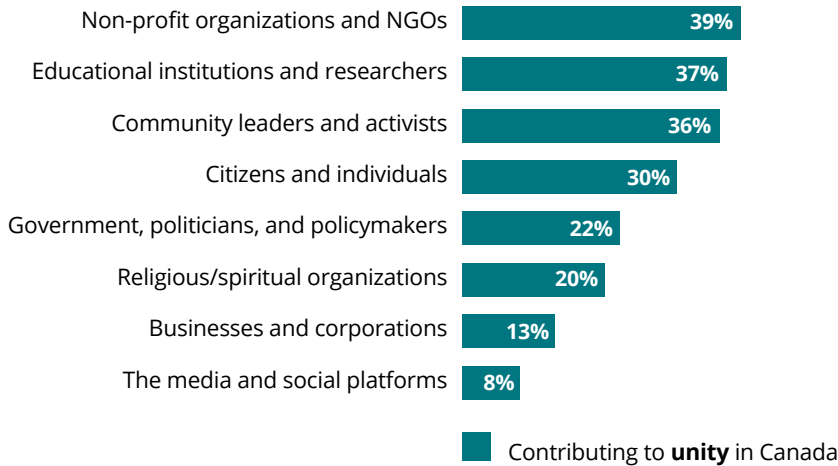 Non-profit organizations and NGOs 39%
Educational institutions and researchers 37%
Community leaders and activists 36%
Citizens and individuals 30%
Government, politicians, and policymakers 22%
Religious/spiritual organizations 20%
Businesses and corporations 13%
The media and social platforms 8%
Contributing to unity in Canada